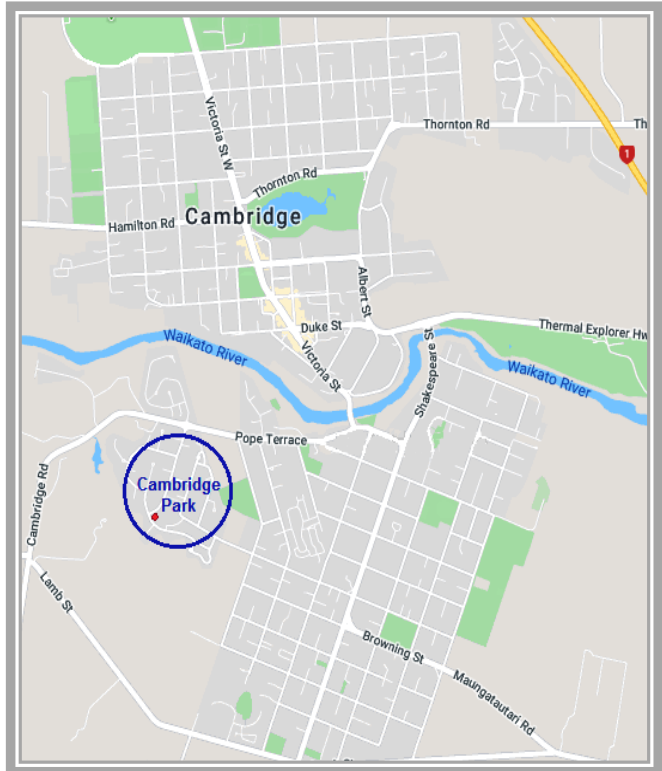 Victoria St W
Thornton Rd
Th
1
Thornton Rd
Hamilton Rd
Cambridge
Albert St
Duke St
Thermal Explorer Hw
Waikato River
Victoria St
Shakespeare St
Waikato River
Pope Terrace
Cambridge Rd
Cambridge
Park
Lamb St
Browning St
Maungatautari Rd